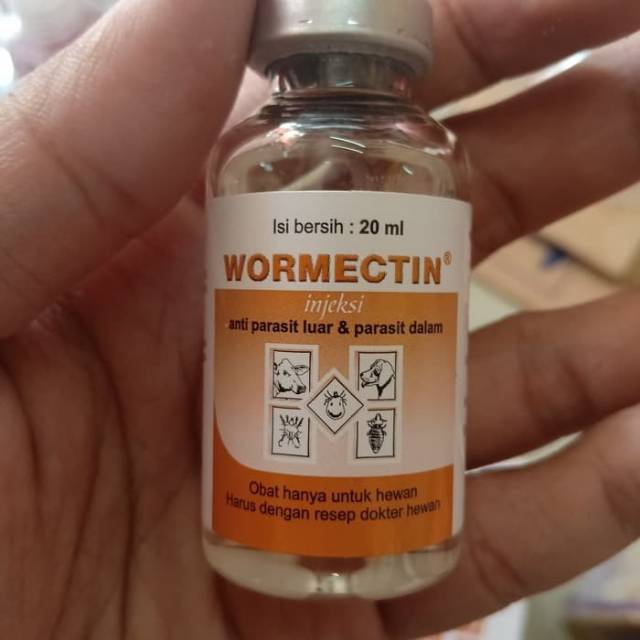 Isi bersih : 20 ml
WORMECTIN®
injeksi
anti parasit luar & parasit dalam
Obat hanya untuk hewan
Harus dengan resep dokter hewan